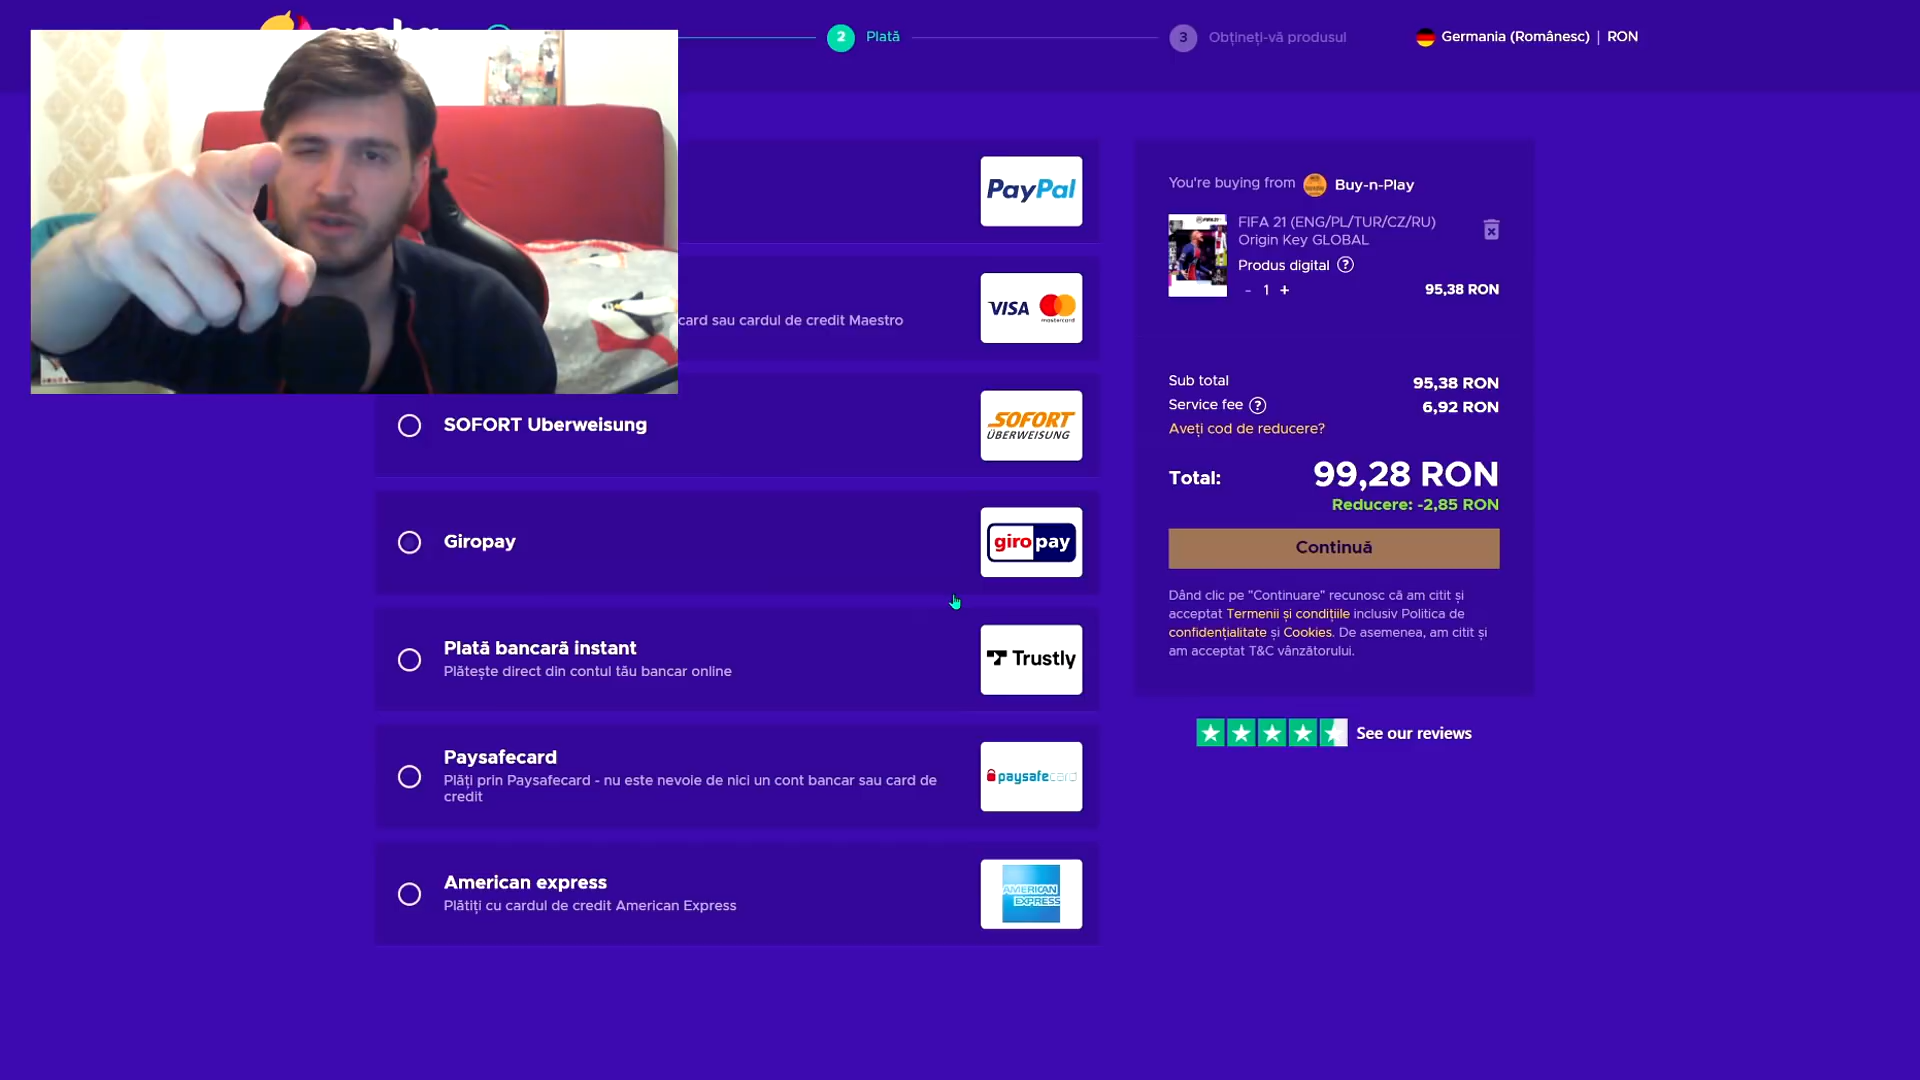 2 Plată
3 Obțineți-vă produsul
Germania (Românesc) | RON
PayPal
card sau cardul de credit Maestro
VISA mastercard
SOFORT Uberweisung
SOFORT
ÜBERWEISUNG
Giropay
giropay
Plată bancară instant
Plătește direct din contul tău bancar online
Trustly
Paysafecard
Plăți prin Paysafecard - nu este nevoie de nici un cont bancar sau card de
credit
paysafecard
American express
Plătiți cu cardul de credit American Express
AMERICAN
EXPRESS
You're buying from Buy-n-Play
FIFA 21 (ENG/PL/TUR/CZ/RU)
Origin Key GLOBAL
Produs digital ?
- 1 + 95,38 RON
Sub total 95,38 RON
Service fee ? 6,92 RON
Aveți cod de reducere?
Total: 99,28 RON
Reducere: -2,85 RON
Continuă
Dând clic pe "Continuare" recunosc că am citit și
acceptat Termenii și condițiile inclusiv Politica de
confidențialitate și Cookies. De asemenea, am citit și
am acceptat T&C vânzătorului.
See our reviews